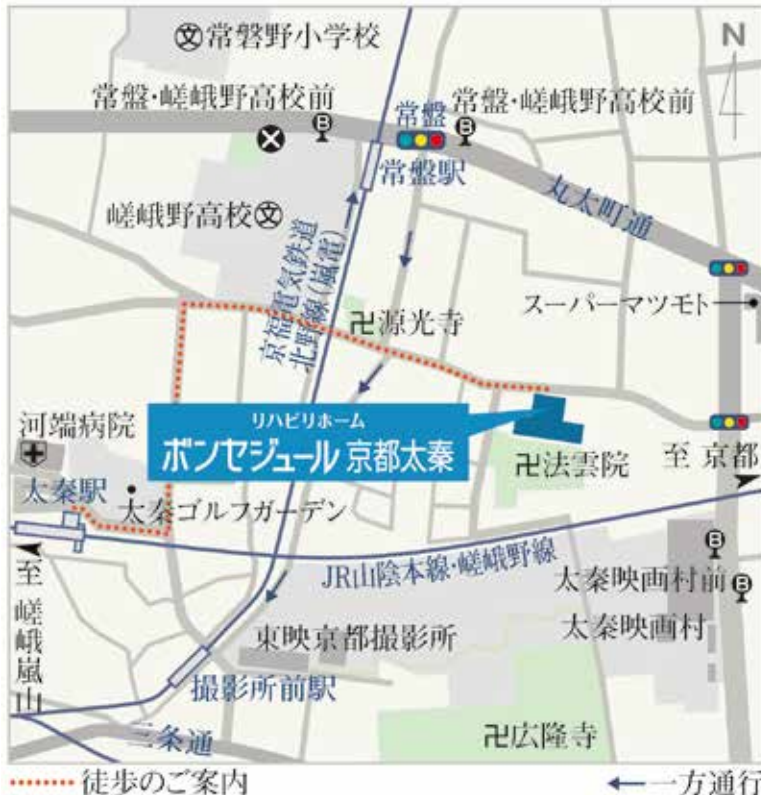 文常磐野小学校
N
常盤・嵯峨野高校前
B
常盤
常盤・嵯峨野高校前
B
常盤駅
丸太町通
嵯峨野高校文
京福電気鉄道
北野線(嵐電)
スーパーマツモト
卍源光寺
リハビリホーム
ボンセジュール京都太秦
河端病院
太秦駅
太秦ゴルフガーデン
卍法雲院
至 京都
至 嵯峨嵐山
JR山陰本線・嵯峨野線
B
太秦映画村前
B
太秦映画村
東映京都撮影所
撮影所前駅
三条通
卍広隆寺
徒歩のご案内
一方通行